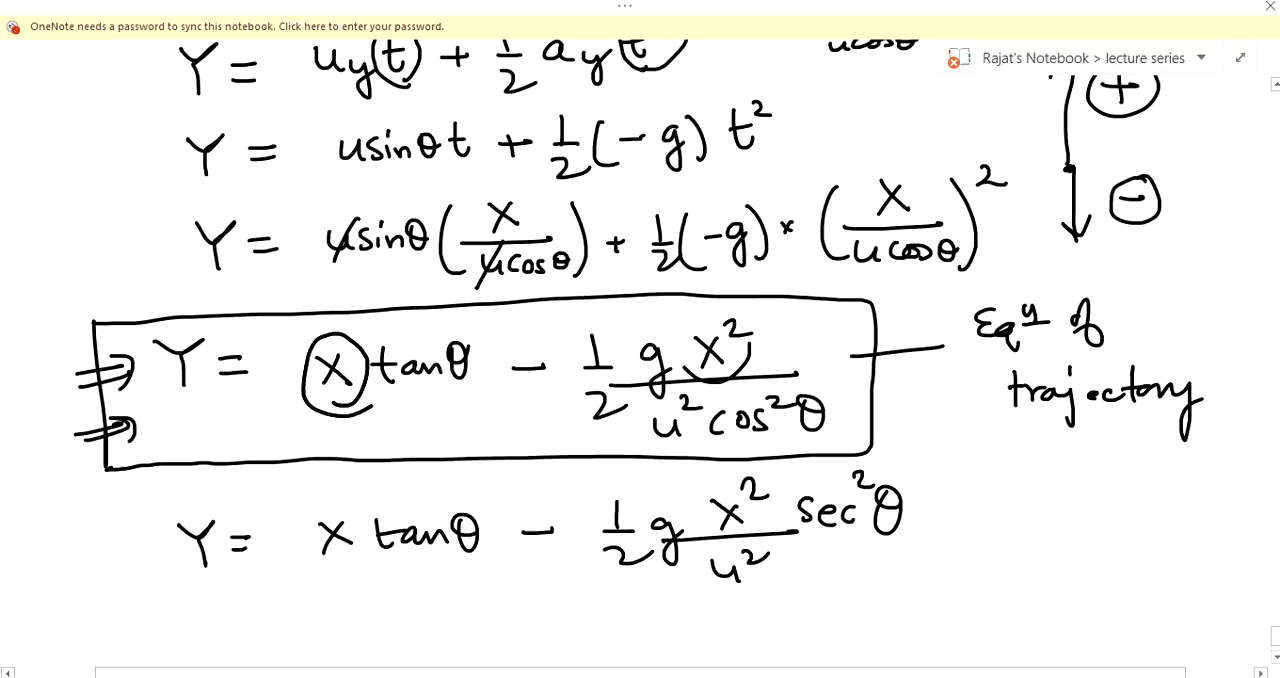 OneNote needs a password to sync this notebook. Click here to enter your password.
Rajat's Notebook > lecture series
Y = uy(t) + 1/2 ay t
ucosθ
Y = usinθt + 1/2 (-g) t²
Y = usinθ (x/ucosθ) + 1/2 (-g) × (x/ucosθ)²
⊕
⊖
⇒ Y = x tanθ - 1/2 g x²/u²cos²θ
⇒
Eqⁿ of
trajectory
Y = x tanθ - 1/2 g x²/u² sec²θ